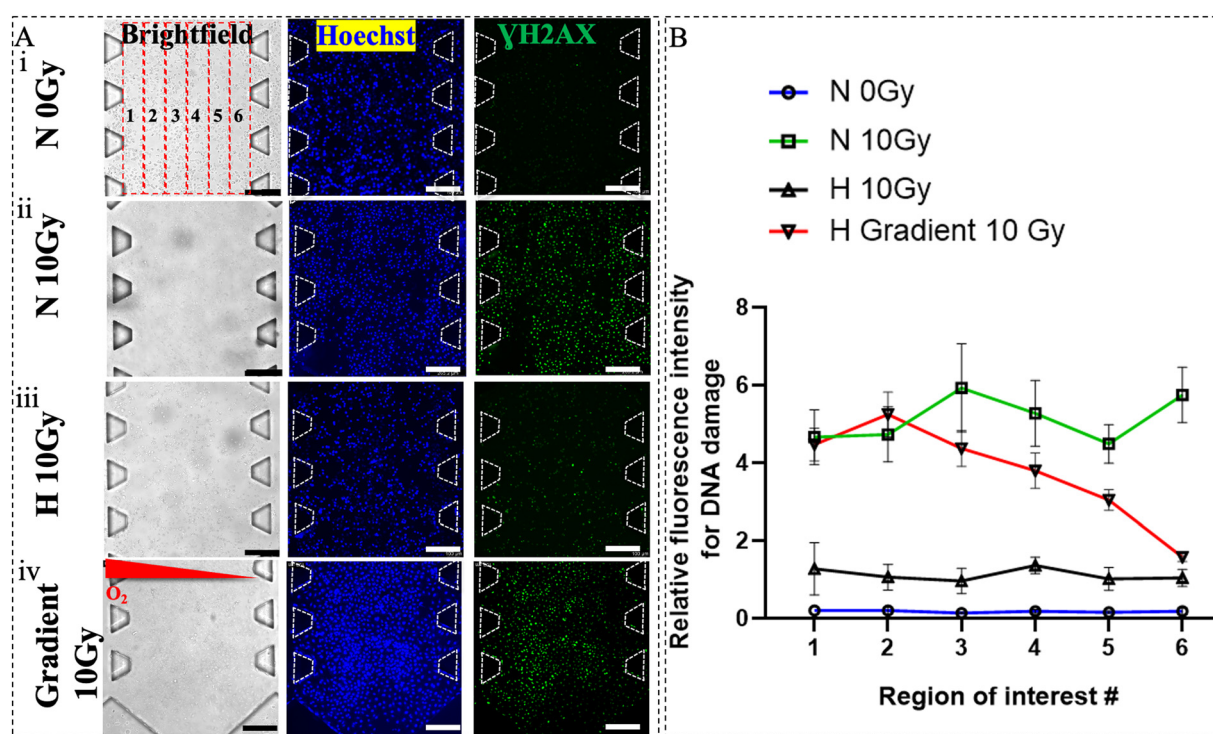 A
Brightfield
Hoechst
ƔH2AX
i
N 0Gy
1 2 3 4 5 6
ii
N 10Gy
iii
H 10Gy
iv
Gradient
10Gy
O₂
B
N 0Gy
N 10Gy
H 10Gy
H Gradient 10 Gy
Relative fluorescence intensity
for DNA damage
8
6
4
2
0
1 2 3 4 5 6
Region of interest #